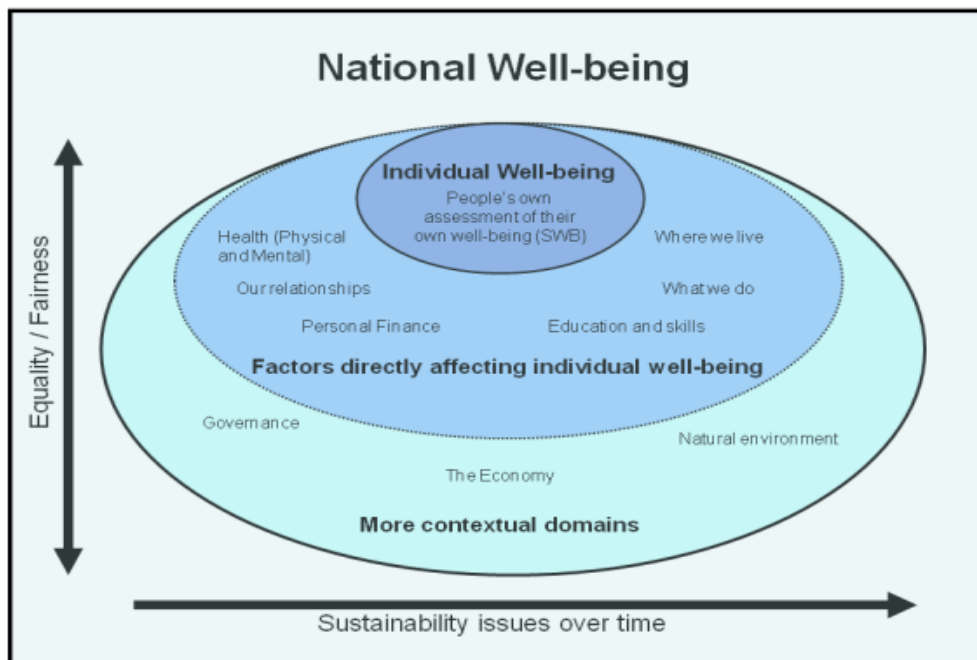 National Well-being
Equality / Fairness
Individual Well-being
People's own
assessment of their
own well-being (SWB)
Health (Physical
and Mental)
Where we live
Our relationships
What we do
Personal Finance
Education and skills
Factors directly affecting individual well-being
Governance
Natural environment
The Economy
More contextual domains
Sustainability issues over time